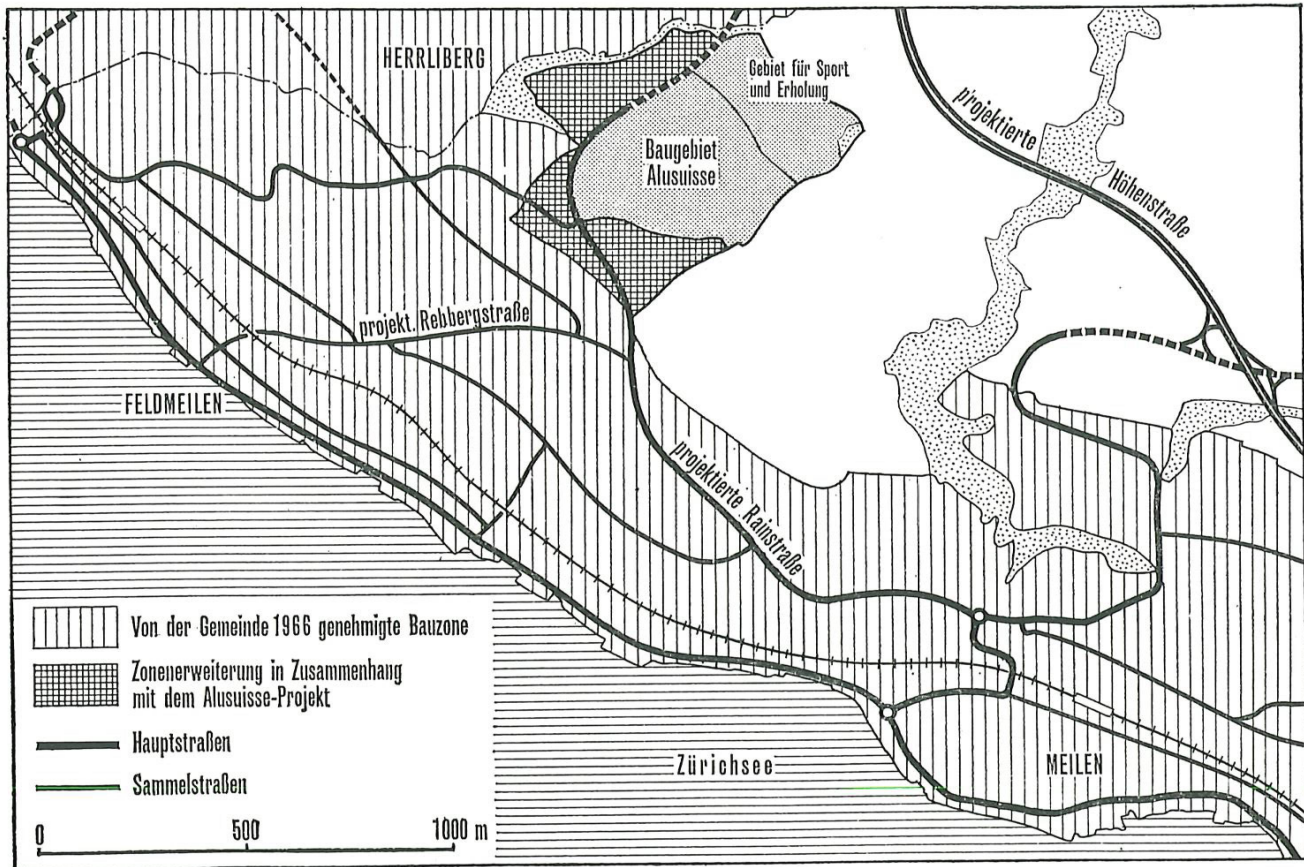 HERRLIBERG
Gebiet für Sport
und Erholung
Baugebiet
Alusuisse
projektierte
Höhenstraße
projekt. Rebbergstraße
FELDMEILEN
projektierte Rainstraße
Von der Gemeinde 1966 genehmigte Bauzone
Zonenerweiterung in Zusammenhang
mit dem Alusuisse-Projekt
Hauptstraßen
Sammelstraßen
Zürichsee
MEILEN
0 500 1000 m